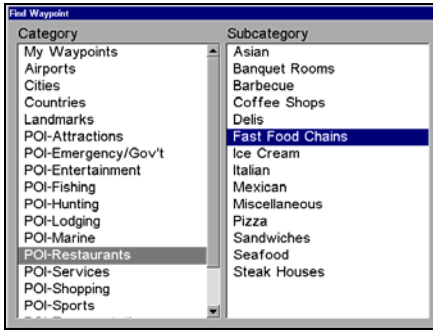 Find Waypoint
Category
My Waypoints
Airports
Cities
Countries
Landmarks
POI-Attractions
POI-Emergency/Gov't
POI-Entertainment
POI-Fishing
POI-Hunting
POI-Lodging
POI-Marine
POI-Restaurants
POI-Services
POI-Shopping
POI-Sports
Subcategory
Asian
Banquet Rooms
Barbecue
Coffee Shops
Delis
Fast Food Chains
Ice Cream
Italian
Mexican
Miscellaneous
Pizza
Sandwiches
Seafood
Steak Houses